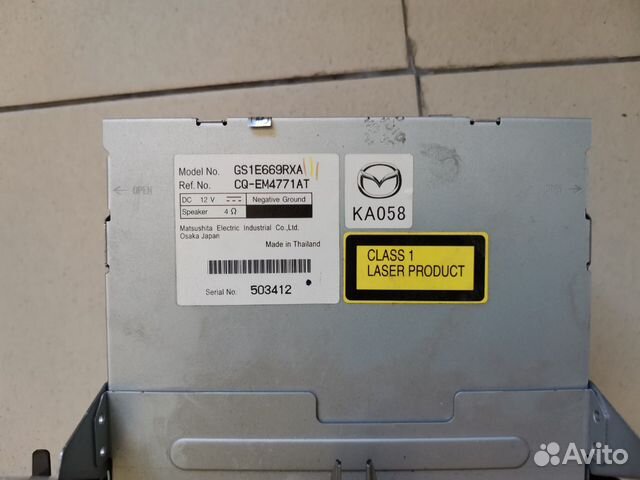 Model No. GS1E669RXA
Ref. No. CQ-EM4771AT
DC 12 V Negative Ground
Speaker 4 Ω
Matsushita Electric Industrial Co.,Ltd.
Osaka Japan
Made in Thailand
Serial No. 503412
KA058
CLASS 1
LASER PRODUCT
OPEN
Avito